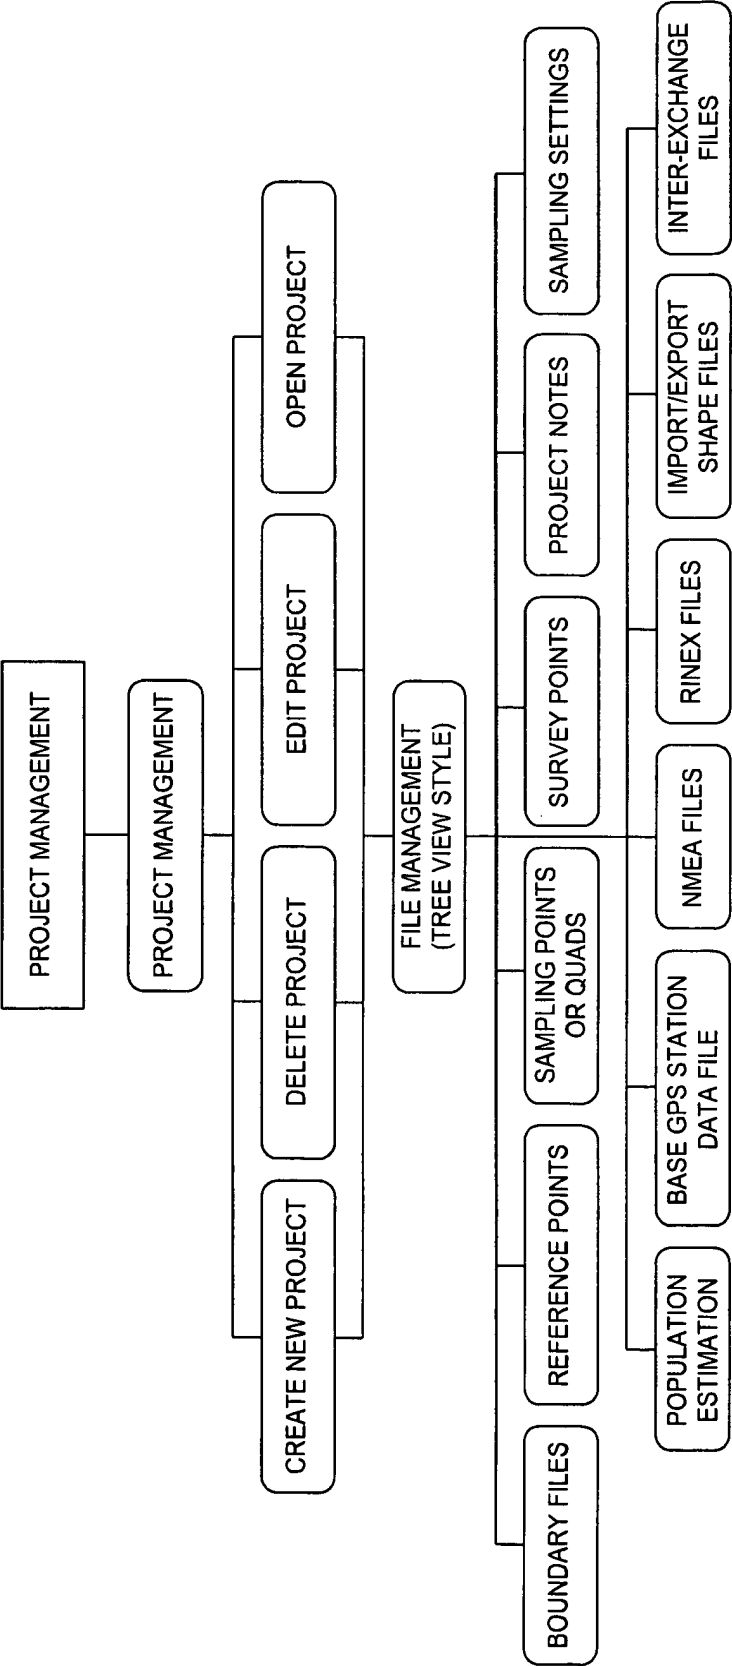 PROJECT MANAGEMENT
PROJECT MANAGEMENT
CREATE NEW PROJECT
DELETE PROJECT
EDIT PROJECT
OPEN PROJECT
FILE MANAGEMENT
(TREE VIEW STYLE)
BOUNDARY FILES
REFERENCE POINTS
SAMPLING POINTS
OR QUADS
SURVEY POINTS
PROJECT NOTES
SAMPLING SETTINGS
POPULATION
ESTIMATION
BASE GPS STATION
DATA FILE
NMEA FILES
RINEX FILES
IMPORT/EXPORT
SHAPE FILES
INTER-EXCHANGE
FILES